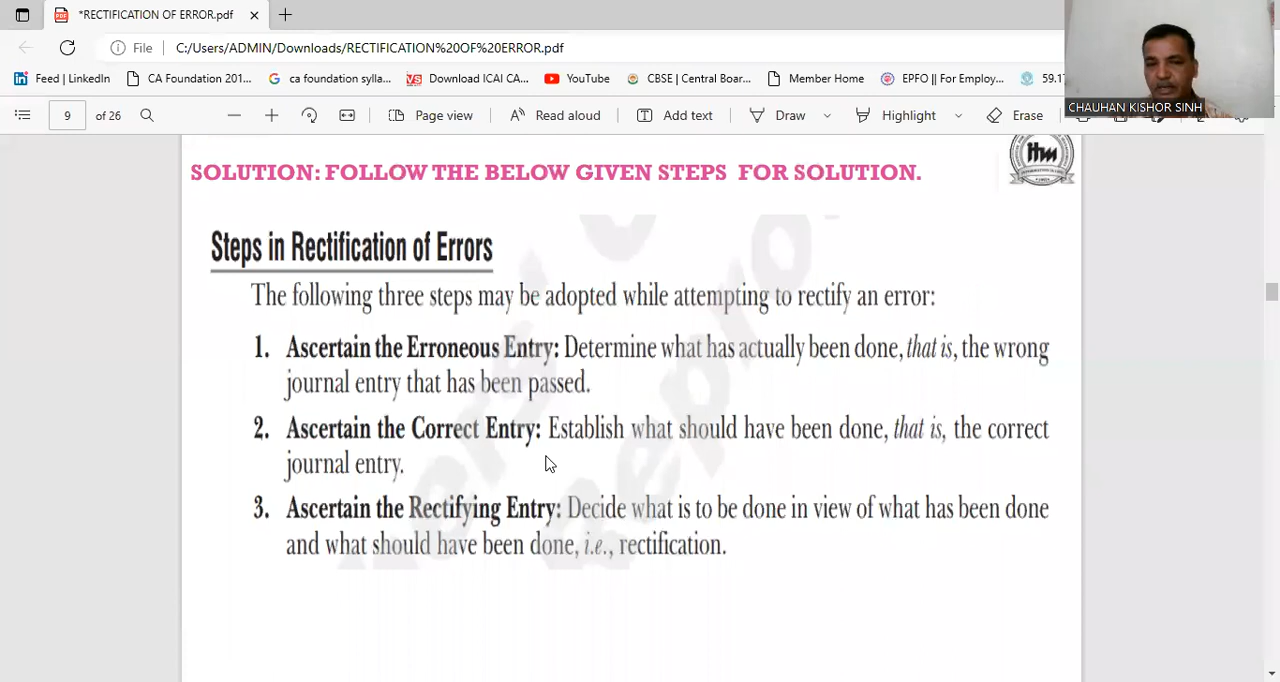 *RECTIFICATION OF ERROR.pdf
File C:/Users/ADMIN/Downloads/RECTIFICATION%20OF%20ERROR.pdf
Feed | LinkedIn CA Foundation 201... ca foundation sylla... Download ICAI CA... YouTube CBSE | Central Boar... Member Home EPFO || For Employ... 59.1
CHAUHAN KISHOR SINH
9 of 26 Page view Read aloud Add text Draw Highlight Erase
SOLUTION: FOLLOW THE BELOW GIVEN STEPS FOR SOLUTION.
itm
Steps in Rectification of Errors
The following three steps may be adopted while attempting to rectify an error:
1. Ascertain the Erroneous Entry: Determine what has actually been done, that is, the wrong
journal entry that has been passed.
2. Ascertain the Correct Entry: Establish what should have been done, that is, the correct
journal entry.
3. Ascertain the Rectifying Entry: Decide what is to be done in view of what has been done
and what should have been done, i.e., rectification.